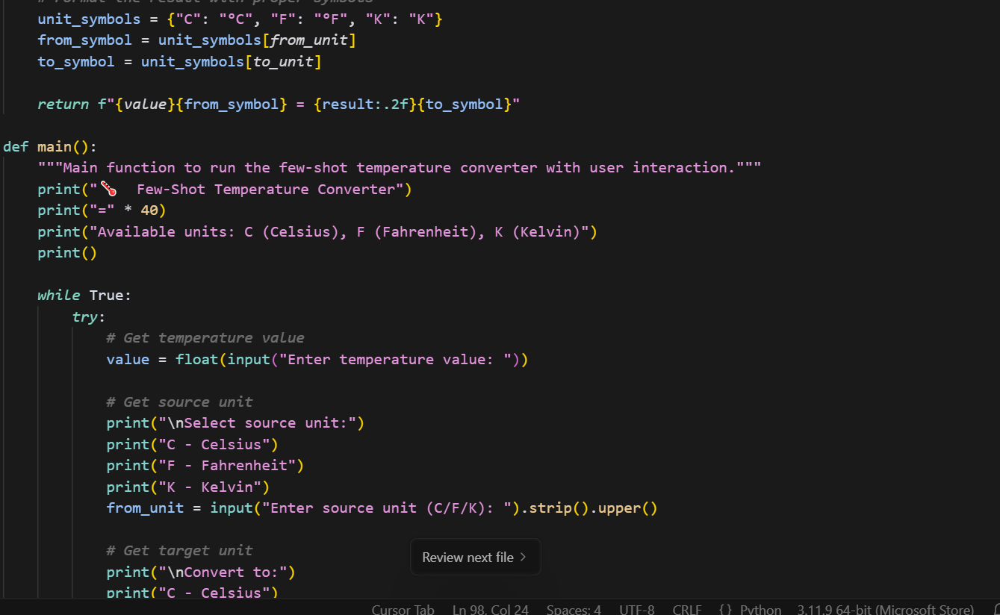 # Format the result with proper symbols
unit_symbols = {"C": "°C", "F": "°F", "K": "K"}
from_symbol = unit_symbols[from_unit]
to_symbol = unit_symbols[to_unit]
return f"{value}{from_symbol} = {result:.2f}{to_symbol}"
def main():
"""Main function to run the few-shot temperature converter with user interaction."""
print("🌡️  Few-Shot Temperature Converter")
print("=" * 40)
print("Available units: C (Celsius), F (Fahrenheit), K (Kelvin)")
print()
while True:
try:
# Get temperature value
value = float(input("Enter temperature value: "))
# Get source unit
print("\nSelect source unit:")
print("C - Celsius")
print("F - Fahrenheit")
print("K - Kelvin")
from_unit = input("Enter source unit (C/F/K): ").strip().upper()
# Get target unit
print("\nConvert to:")
print("C - Celsius")
Review next file >
Cursor Tab Ln 98, Col 24 Spaces: 4 UTF-8 CRLF {} Python 3.11.9 64-bit (Microsoft Store)